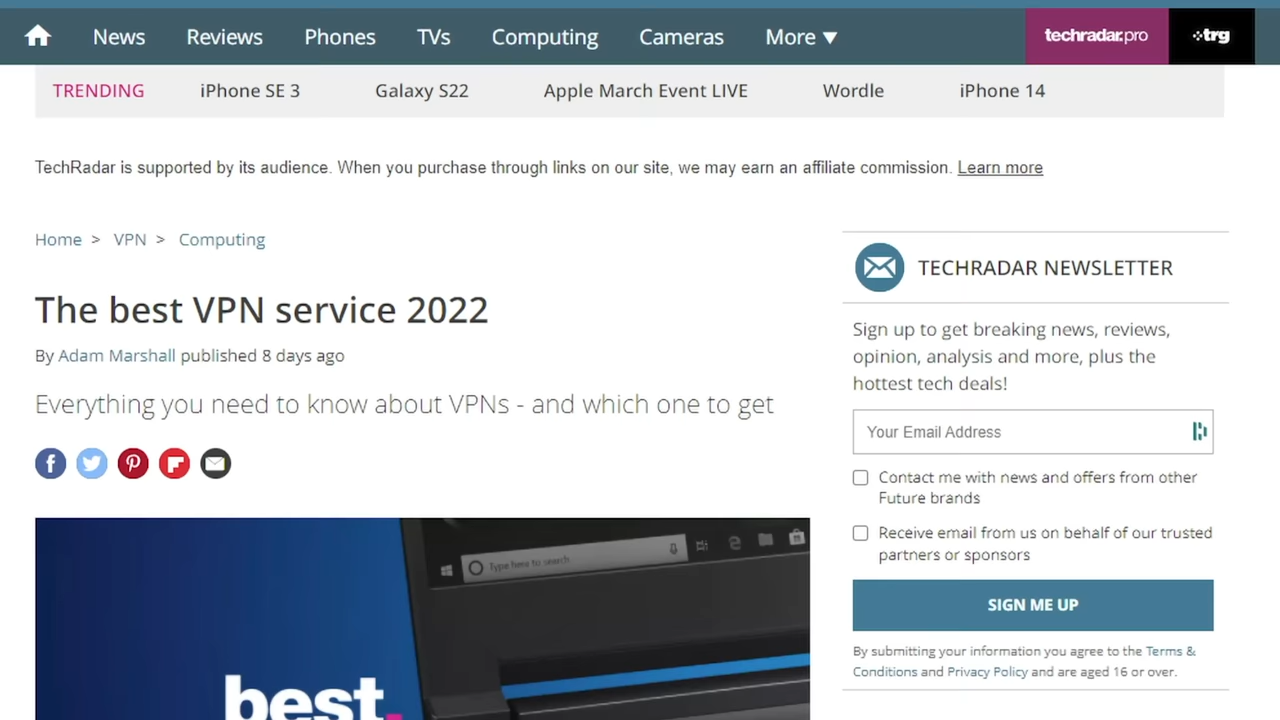 News Reviews Phones TVs Computing Cameras More ▼ techradar.pro trg
TRENDING iPhone SE 3 Galaxy S22 Apple March Event LIVE Wordle iPhone 14
TechRadar is supported by its audience. When you purchase through links on our site, we may earn an affiliate commission. Learn more
Home > VPN > Computing
The best VPN service 2022
By Adam Marshall published 8 days ago
Everything you need to know about VPNs - and which one to get
Type here to search
best.
TECHRADAR NEWSLETTER
Sign up to get breaking news, reviews,
opinion, analysis and more, plus the
hottest tech deals!
Your Email Address
Contact me with news and offers from other
Future brands
Receive email from us on behalf of our trusted
partners or sponsors
SIGN ME UP
By submitting your information you agree to the Terms &
Conditions and Privacy Policy and are aged 16 or over.